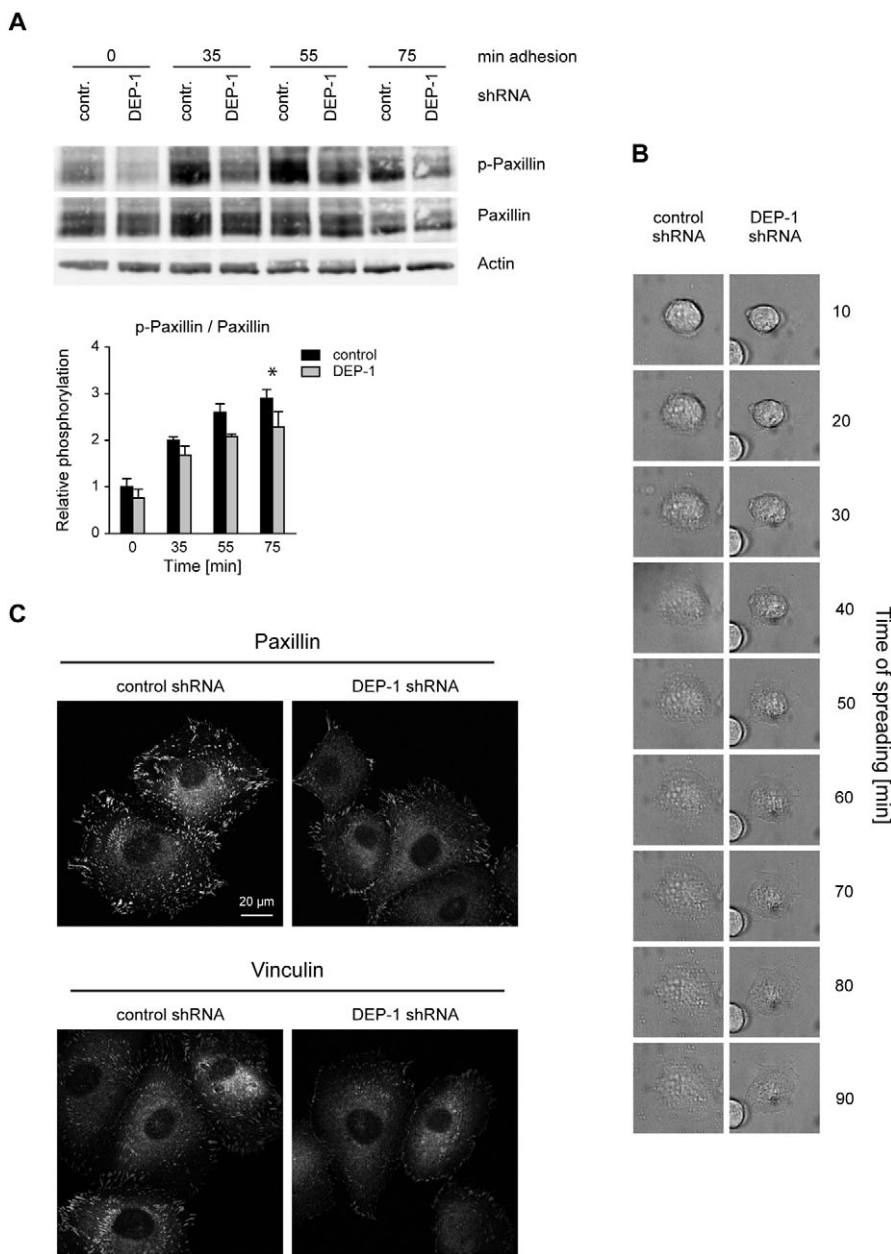 A
0 35 55 75 min adhesion
contr. DEP-1 contr. DEP-1 contr. DEP-1 contr. DEP-1 shRNA
p-Paxillin
Paxillin
Actin
p-Paxillin / Paxillin
Relative phosphorylation
4
3
2
1
0
*
control
DEP-1
0 35 55 75
Time [min]
B
control shRNA
DEP-1 shRNA
10
20
30
40
50
60
70
80
90
Time of spreading [min]
C
Paxillin
control shRNA DEP-1 shRNA
20 µm
Vinculin
control shRNA DEP-1 shRNA